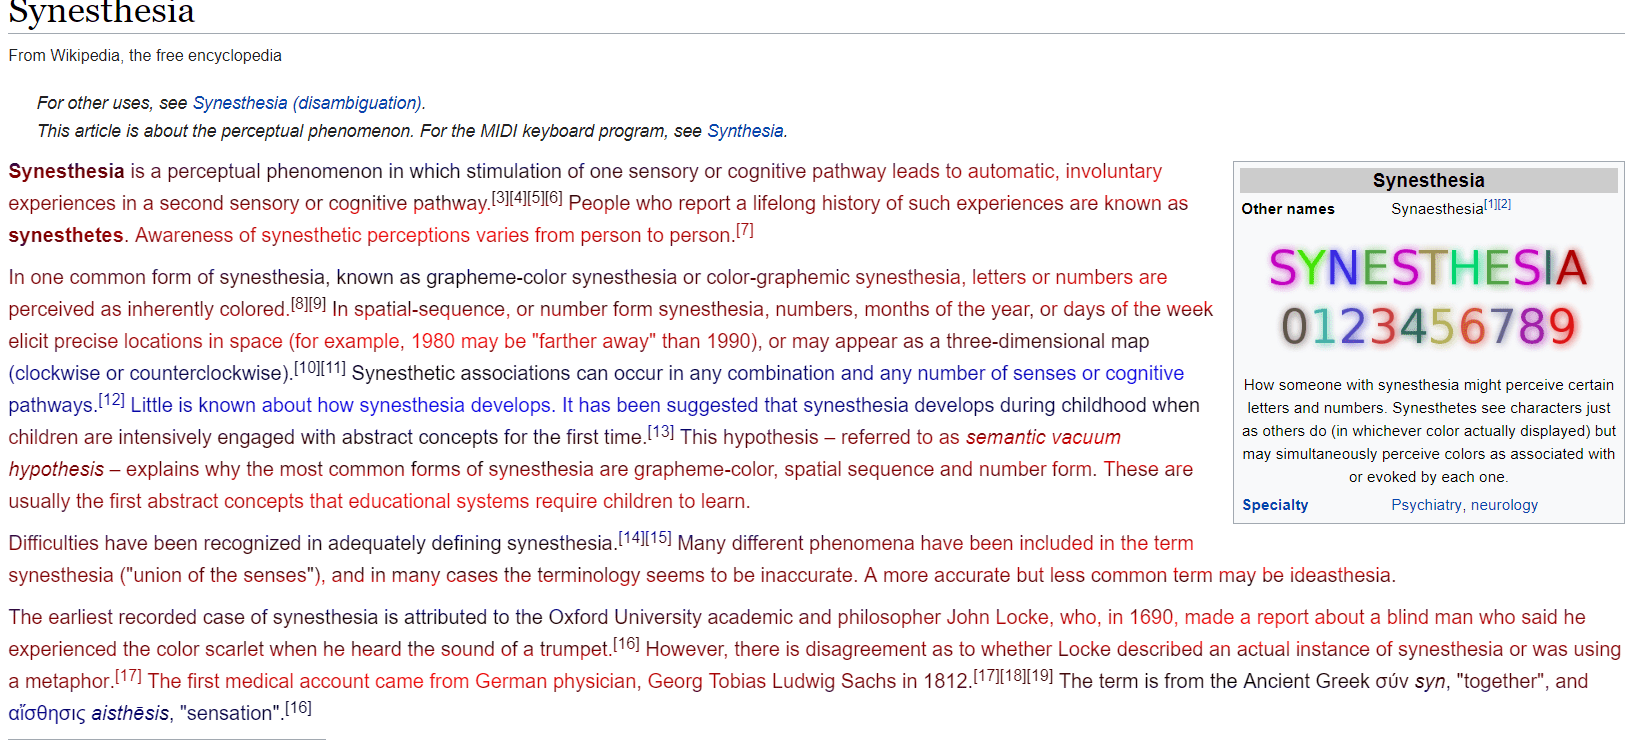 Synesthesia
From Wikipedia, the free encyclopedia
For other uses, see Synesthesia (disambiguation).
This article is about the perceptual phenomenon. For the MIDI keyboard program, see Synthesia.
Synesthesia is a perceptual phenomenon in which stimulation of one sensory or cognitive pathway leads to automatic, involuntary
experiences in a second sensory or cognitive pathway.[3][4][5][6] People who report a lifelong history of such experiences are known as
synesthetes. Awareness of synesthetic perceptions varies from person to person.[7]
In one common form of synesthesia, known as grapheme-color synesthesia or color-graphemic synesthesia, letters or numbers are
perceived as inherently colored.[8][9] In spatial-sequence, or number form synesthesia, numbers, months of the year, or days of the week
elicit precise locations in space (for example, 1980 may be "farther away" than 1990), or may appear as a three-dimensional map
(clockwise or counterclockwise).[10][11] Synesthetic associations can occur in any combination and any number of senses or cognitive
pathways.[12] Little is known about how synesthesia develops. It has been suggested that synesthesia develops during childhood when
children are intensively engaged with abstract concepts for the first time.[13] This hypothesis – referred to as semantic vacuum
hypothesis – explains why the most common forms of synesthesia are grapheme-color, spatial sequence and number form. These are
usually the first abstract concepts that educational systems require children to learn.
Difficulties have been recognized in adequately defining synesthesia.[14][15] Many different phenomena have been included in the term
synesthesia ("union of the senses"), and in many cases the terminology seems to be inaccurate. A more accurate but less common term may be ideasthesia.
The earliest recorded case of synesthesia is attributed to the Oxford University academic and philosopher John Locke, who, in 1690, made a report about a blind man who said he
experienced the color scarlet when he heard the sound of a trumpet.[16] However, there is disagreement as to whether Locke described an actual instance of synesthesia or was using
a metaphor.[17] The first medical account came from German physician, Georg Tobias Ludwig Sachs in 1812.[17][18][19] The term is from the Ancient Greek σύν syn, "together", and
αἴσθησις aisthēsis, "sensation".[16]
Synesthesia
Other names Synaesthesia[1][2]
SYNESTHESIA
0123456789
How someone with synesthesia might perceive certain
letters and numbers. Synesthetes see characters just
as others do (in whichever color actually displayed) but
may simultaneously perceive colors as associated with
or evoked by each one.
Specialty Psychiatry, neurology